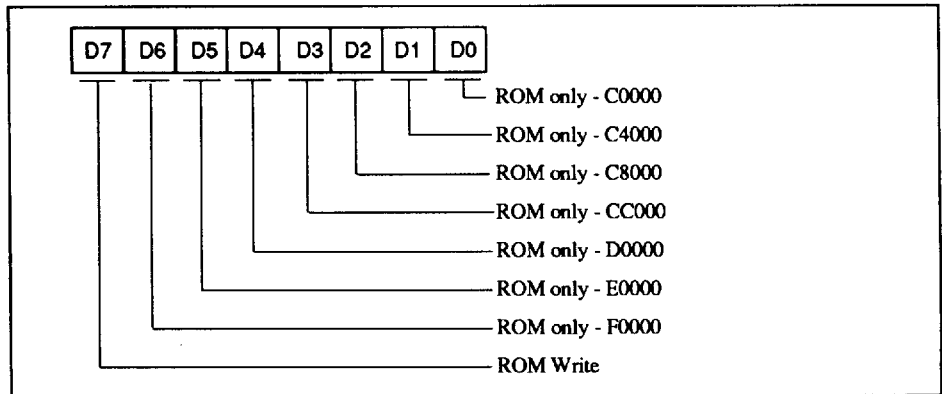 D7 D6 D5 D4 D3 D2 D1 D0
ROM only - C0000
ROM only - C4000
ROM only - C8000
ROM only - CC000
ROM only - D0000
ROM only - E0000
ROM only - F0000
ROM Write